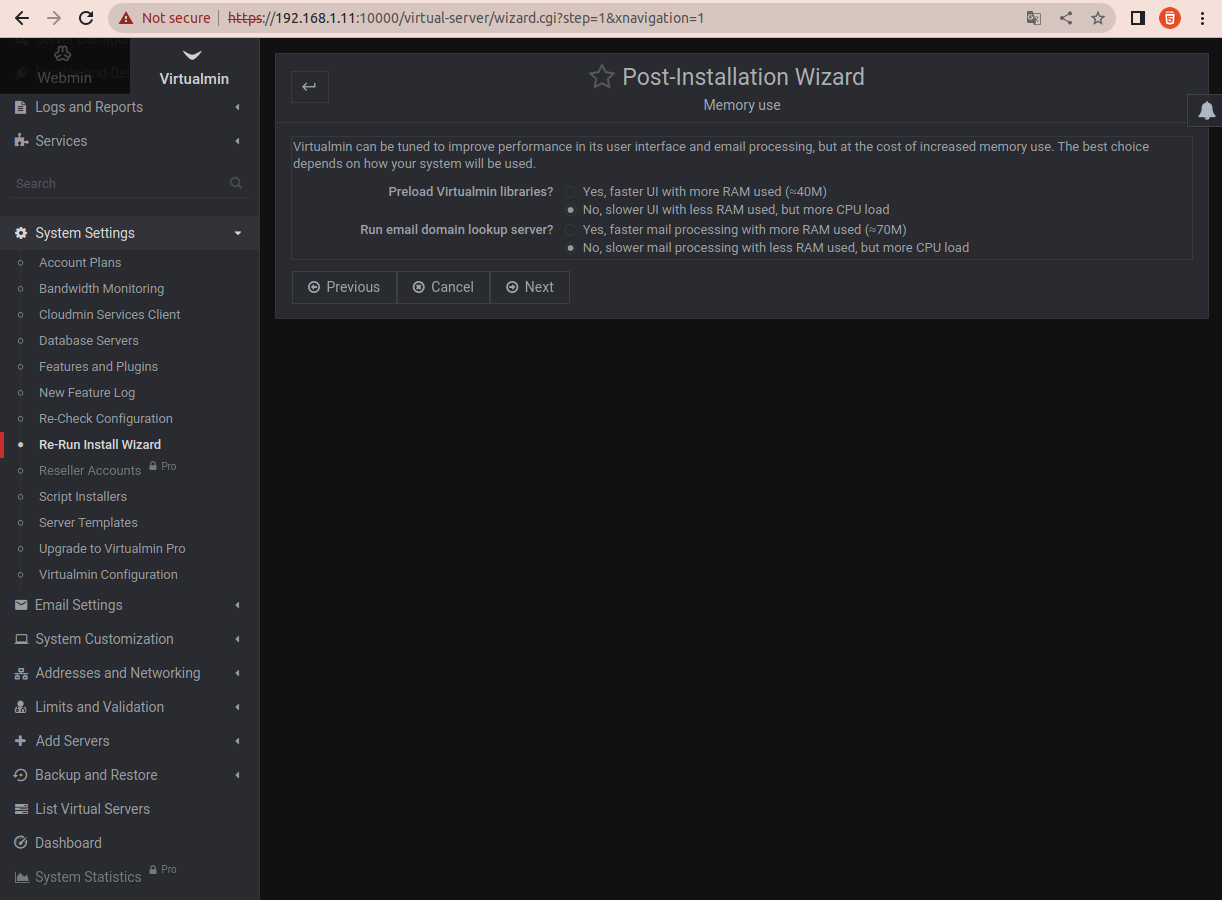 Not secure
https://192.168.1.11:10000/virtual-server/wizard.cgi?step=1&xnavigation=1
Webmin
Virtualmin
Logs and Reports
Services
Search
System Settings
Account Plans
Bandwidth Monitoring
Cloudmin Services Client
Database Servers
Features and Plugins
New Feature Log
Re-Check Configuration
Re-Run Install Wizard
Reseller Accounts Pro
Script Installers
Server Templates
Upgrade to Virtualmin Pro
Virtualmin Configuration
Email Settings
System Customization
Addresses and Networking
Limits and Validation
Add Servers
Backup and Restore
List Virtual Servers
Dashboard
System Statistics Pro
Post-Installation Wizard
Memory use
Virtualmin can be tuned to improve performance in its user interface and email processing, but at the cost of increased memory use. The best choice
depends on how your system will be used.
Preload Virtualmin libraries? Yes, faster UI with more RAM used (≈40M)
No, slower UI with less RAM used, but more CPU load
Run email domain lookup server? Yes, faster mail processing with more RAM used (≈70M)
No, slower mail processing with less RAM used, but more CPU load
Previous Cancel Next